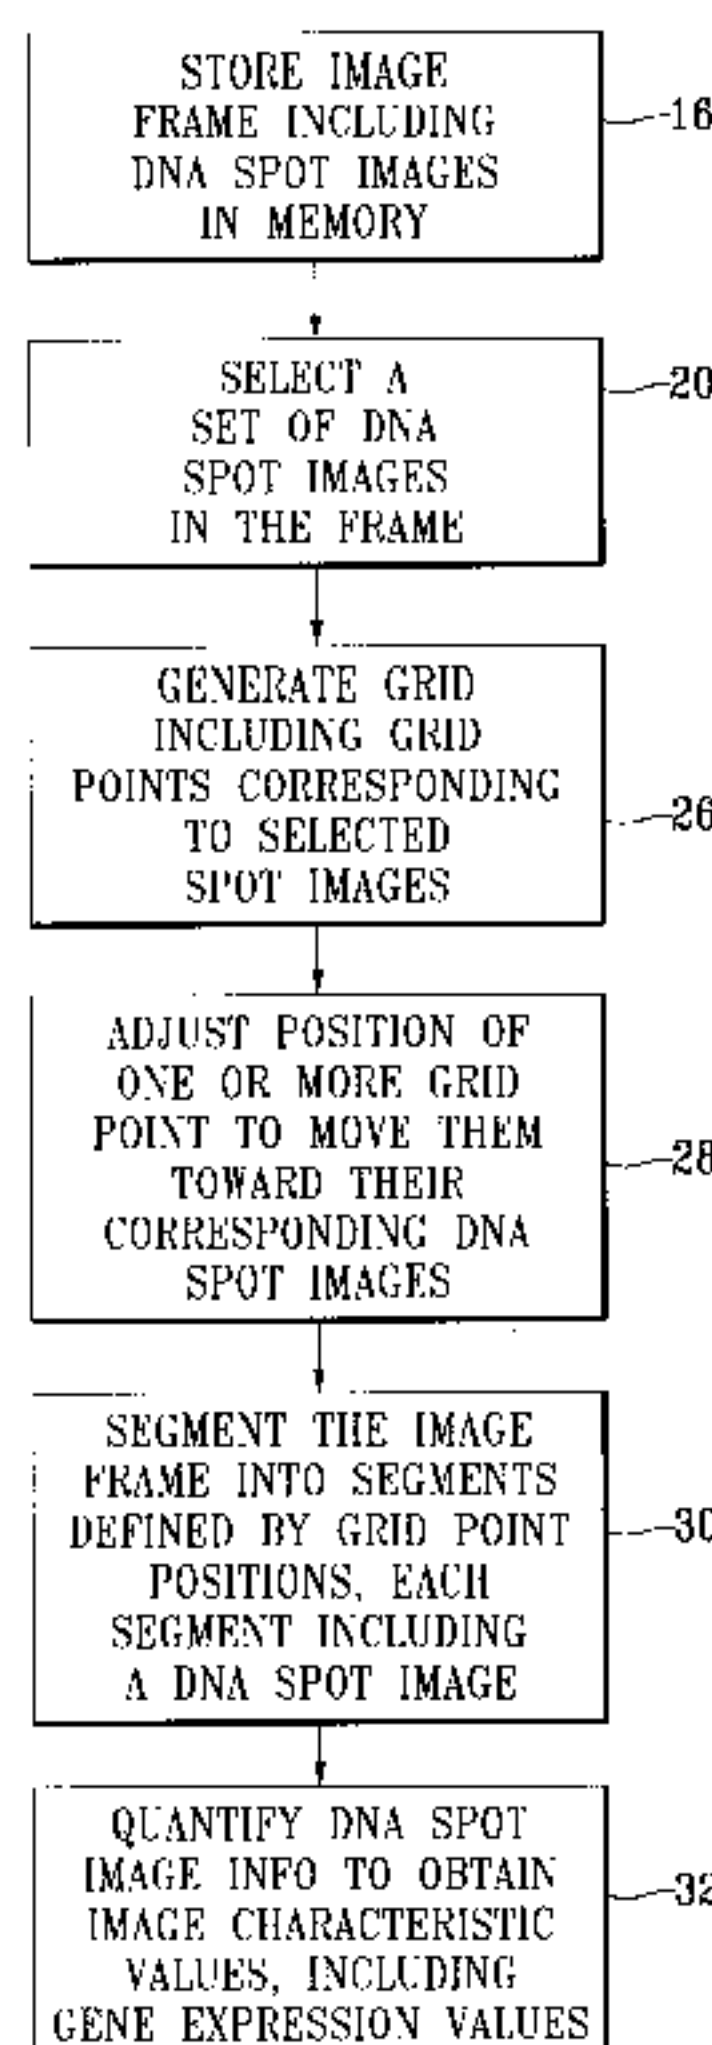 STORE IMAGE
FRAME INCLUDING
DNA SPOT IMAGES
IN MEMORY
16
SELECT A
SET OF DNA
SPOT IMAGES
IN THE FRAME
20
GENERATE GRID
INCLUDING GRID
POINTS CORRESPONDING
TO SELECTED
SPOT IMAGES
26
ADJUST POSITION OF
ONE OR MORE GRID
POINT TO MOVE THEM
TOWARD THEIR
CORRESPONDING DNA
SPOT IMAGES
28
SEGMENT THE IMAGE
FRAME INTO SEGMENTS
DEFINED BY GRID POINT
POSITIONS, EACH
SEGMENT INCLUDING
A DNA SPOT IMAGE
30
QUANTIFY DNA SPOT
IMAGE INFO TO OBTAIN
IMAGE CHARACTERISTIC
VALUES, INCLUDING
GENE EXPRESSION VALUES
32